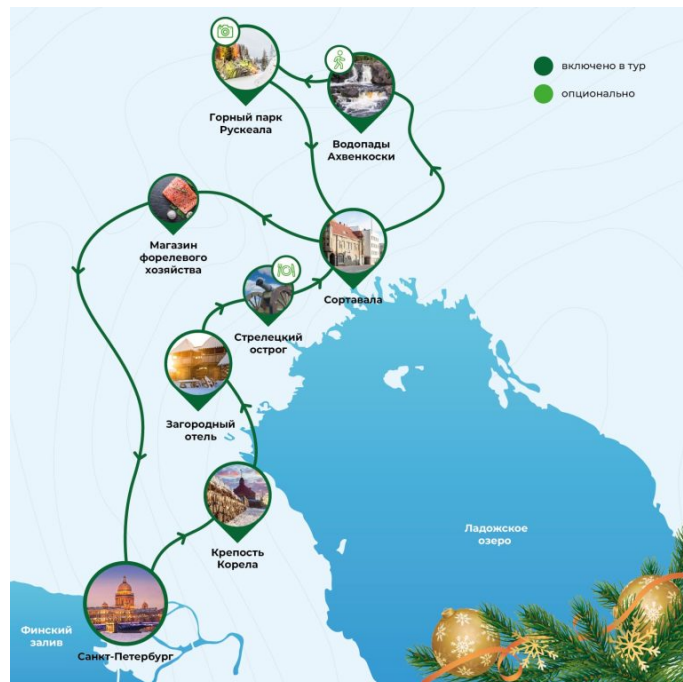 включено в тур
опционально
Горный парк
Рускеала
Водопады
Ахвенкоски
Магазин
форелевого
хозяйства
Сортавала
Стрелецкий
острог
Загородный
отель
Крепость
Корела
Ладожское
озеро
Финский
залив
Санкт-Петербург